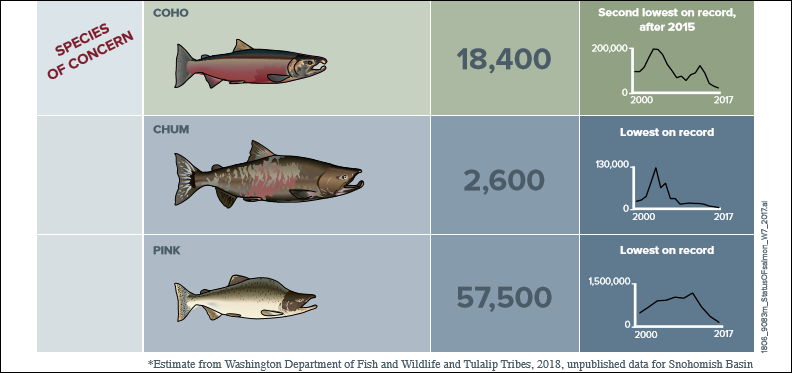 SPECIES
OF CONCERN
COHO
18,400
Second lowest on record,
after 2015
200,000
0
2000 2017
CHUM
2,600
Lowest on record
130,000
0
2000 2017
PINK
57,500
Lowest on record
1,500,000
0
2000 2017
1806_9083m_StatusOFsalmon_W7_2017.ai
*Estimate from Washington Department of Fish and Wildlife and Tulalip Tribes, 2018, unpublished data for Snohomish Basin